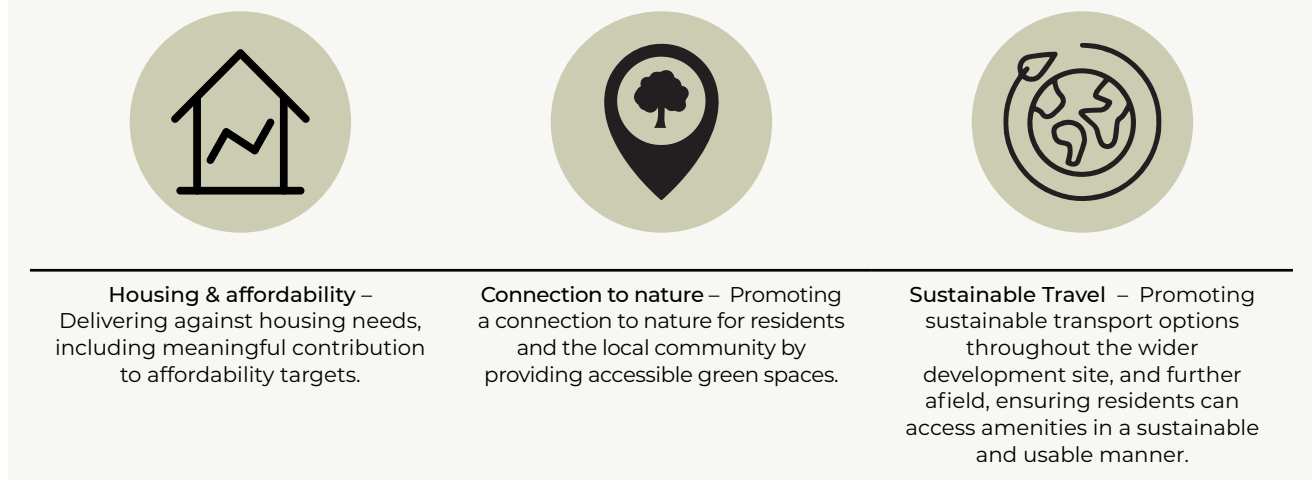 Housing & affordability –
Delivering against housing needs,
including meaningful contribution
to affordability targets.
Connection to nature – Promoting
a connection to nature for residents
and the local community by
providing accessible green spaces.
Sustainable Travel – Promoting
sustainable transport options
throughout the wider
development site, and further
afield, ensuring residents can
access amenities in a sustainable
and usable manner.